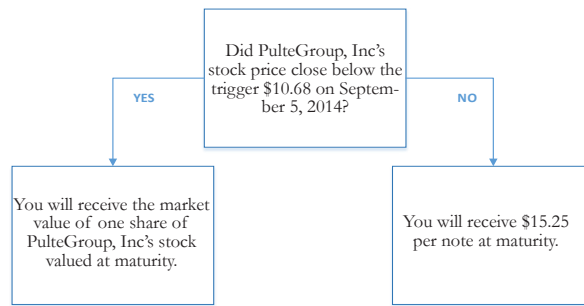 Did PulteGroup, Inc’s
stock price close below the
trigger $10.68 on Septem-
ber 5, 2014?
YES
NO
You will receive the market
value of one share of
PulteGroup, Inc’s stock
valued at maturity.
You will receive $15.25
per note at maturity.